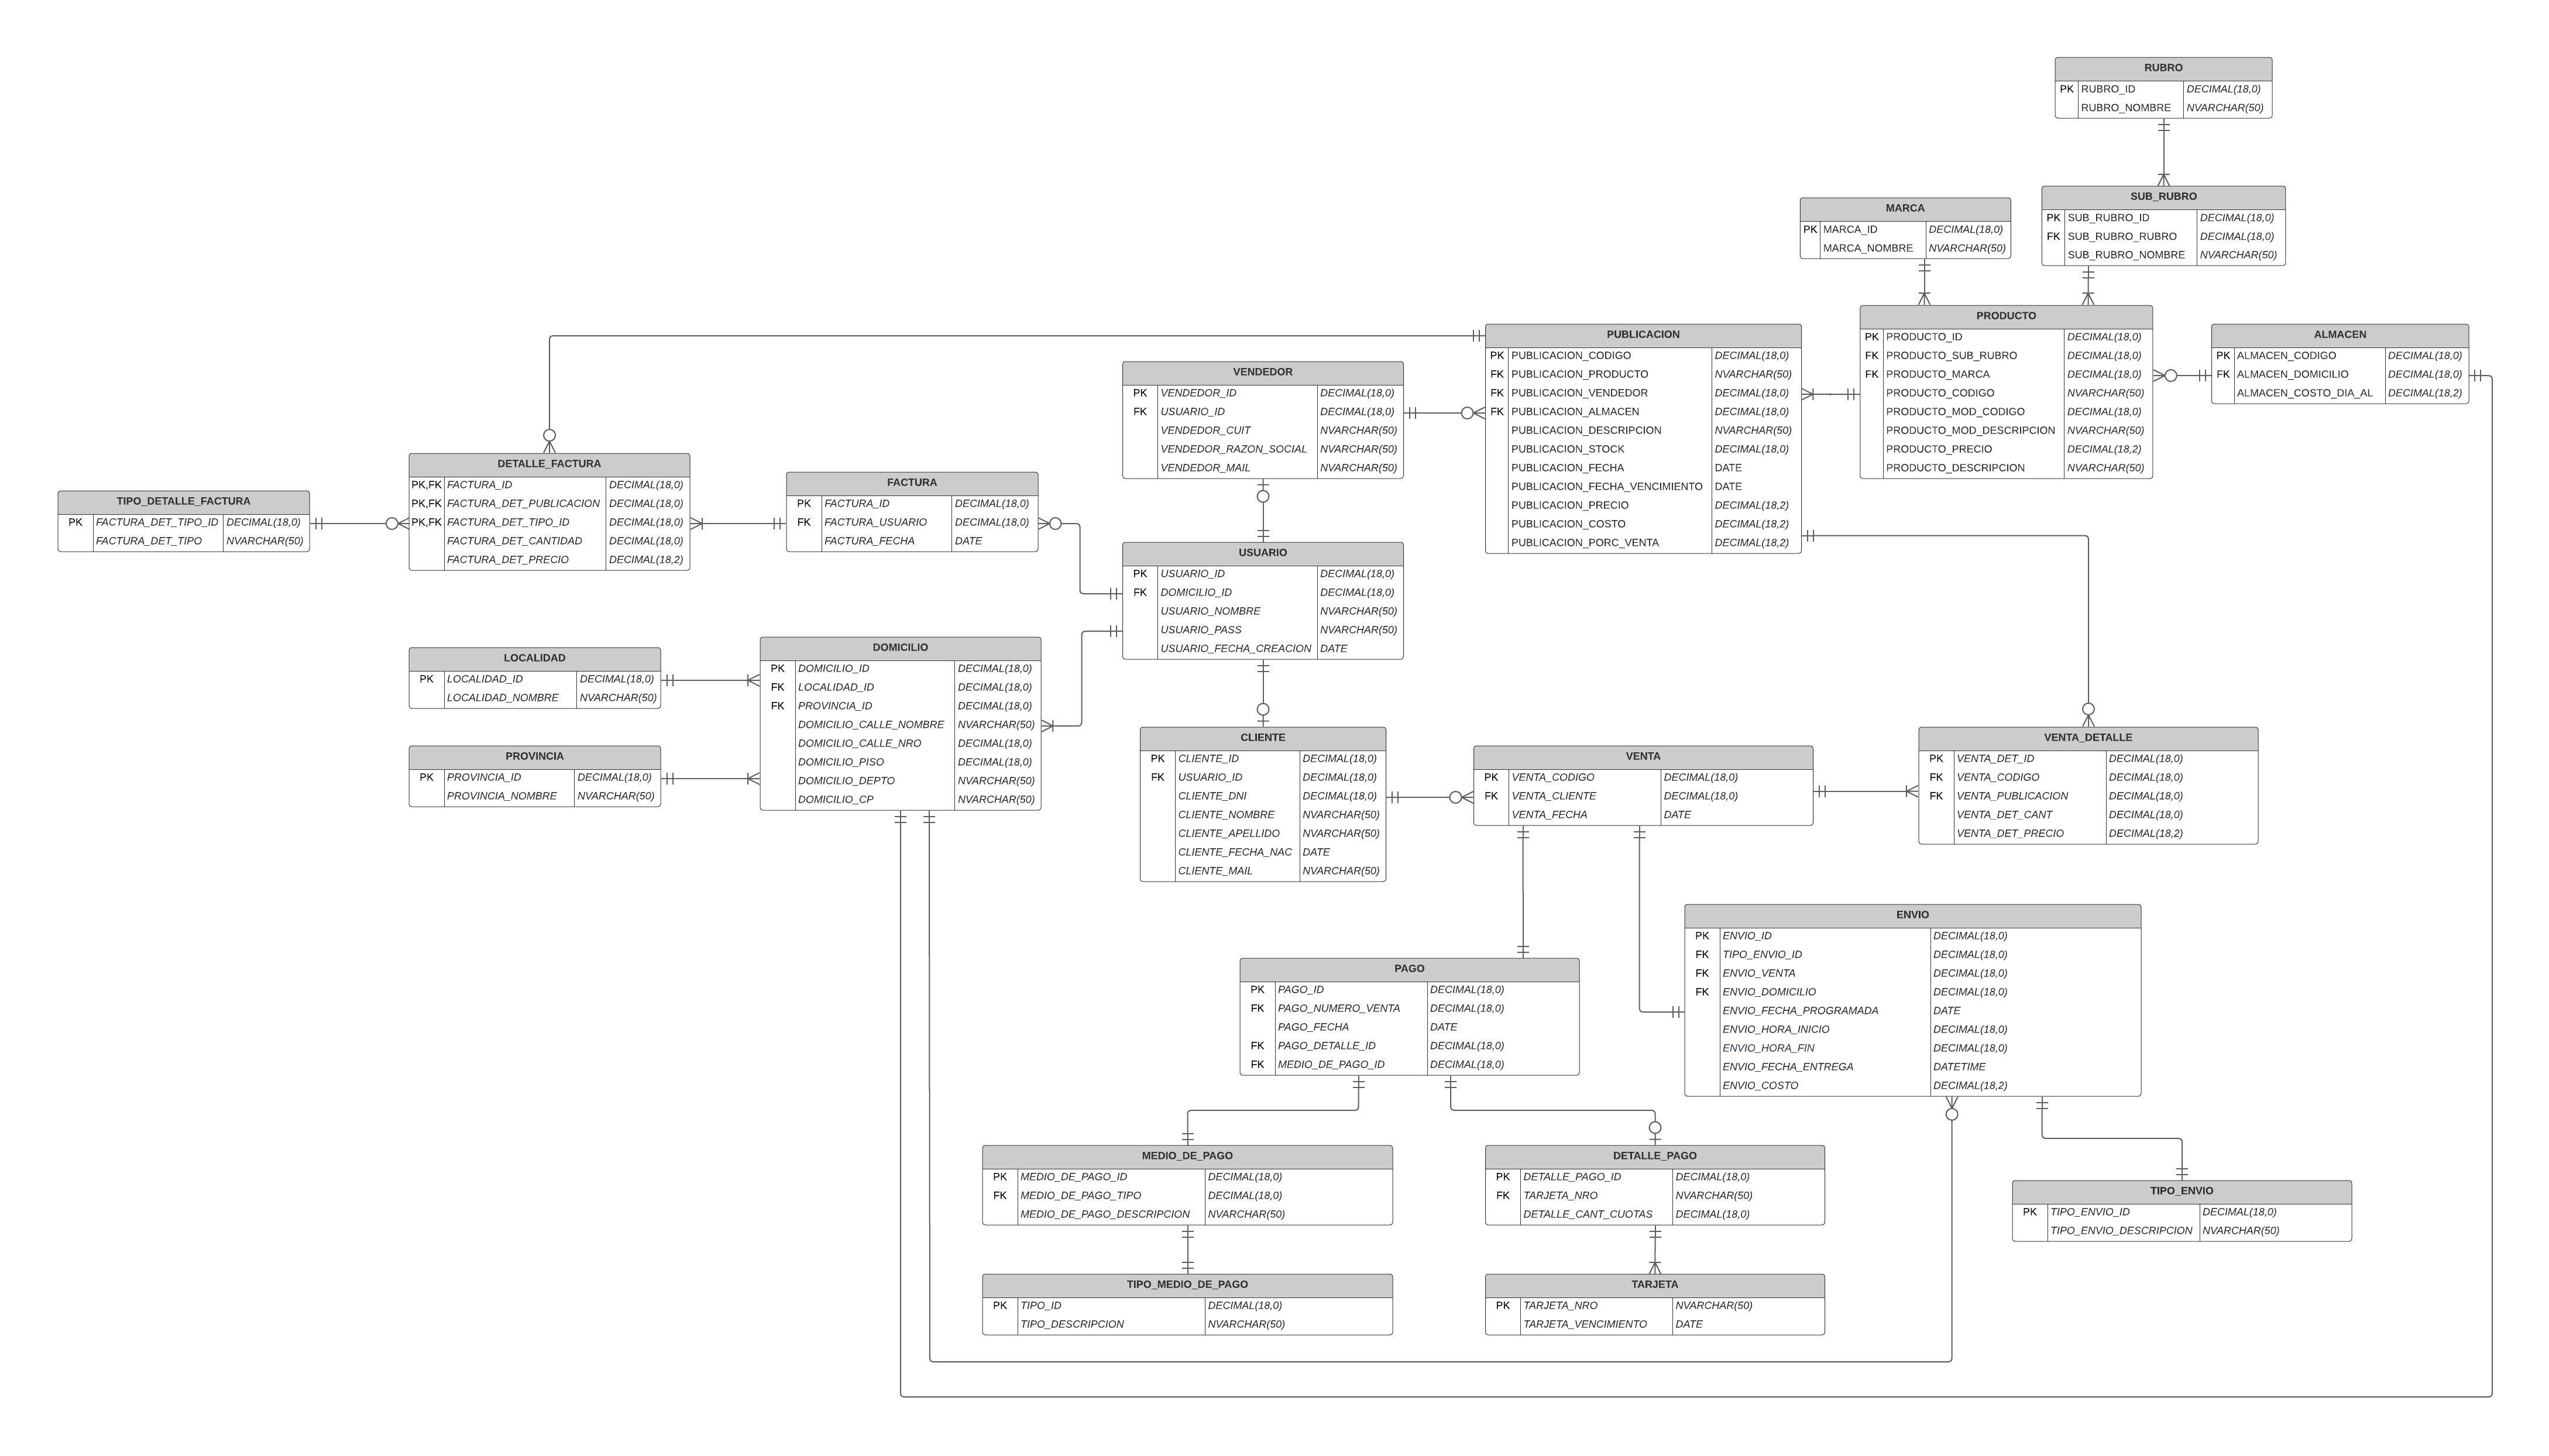 RUBRO
PK RUBRO_ID DECIMAL(18,0)
RUBRO_NOMBRE NVARCHAR(50)
SUB_RUBRO
PK SUB_RUBRO_ID DECIMAL(18,0)
FK SUB_RUBRO_RUBRO DECIMAL(18,0)
SUB_RUBRO_NOMBRE NVARCHAR(50)
MARCA
PK MARCA_ID DECIMAL(18,0)
MARCA_NOMBRE NVARCHAR(50)
PRODUCTO
PK PRODUCTO_ID DECIMAL(18,0)
FK PRODUCTO_SUB_RUBRO DECIMAL(18,0)
FK PRODUCTO_MARCA DECIMAL(18,0)
PRODUCTO_CODIGO NVARCHAR(50)
PRODUCTO_MOD_CODIGO DECIMAL(18,0)
PRODUCTO_MOD_DESCRIPCION NVARCHAR(50)
PRODUCTO_PRECIO DECIMAL(18,2)
PRODUCTO_DESCRIPCION NVARCHAR(50)
ALMACEN
PK ALMACEN_CODIGO DECIMAL(18,0)
FK ALMACEN_DOMICILIO DECIMAL(18,0)
ALMACEN_COSTO_DIA_AL DECIMAL(18,2)
PUBLICACION
PK PUBLICACION_CODIGO DECIMAL(18,0)
FK PUBLICACION_PRODUCTO NVARCHAR(50)
FK PUBLICACION_VENDEDOR DECIMAL(18,0)
FK PUBLICACION_ALMACEN DECIMAL(18,0)
PUBLICACION_DESCRIPCION NVARCHAR(50)
PUBLICACION_STOCK DECIMAL(18,0)
PUBLICACION_FECHA DATE
PUBLICACION_FECHA_VENCIMIENTO DATE
PUBLICACION_PRECIO DECIMAL(18,2)
PUBLICACION_COSTO DECIMAL(18,2)
PUBLICACION_PORC_VENTA DECIMAL(18,2)
VENDEDOR
PK VENDEDOR_ID DECIMAL(18,0)
FK USUARIO_ID DECIMAL(18,0)
VENDEDOR_CUIT NVARCHAR(50)
VENDEDOR_RAZON_SOCIAL NVARCHAR(50)
VENDEDOR_MAIL NVARCHAR(50)
DETALLE_FACTURA
PK,FK FACTURA_ID DECIMAL(18,0)
PK,FK FACTURA_DET_PUBLICACION DECIMAL(18,0)
PK,FK FACTURA_DET_TIPO_ID DECIMAL(18,0)
FACTURA_DET_CANTIDAD DECIMAL(18,0)
FACTURA_DET_PRECIO DECIMAL(18,2)
FACTURA
PK FACTURA_ID DECIMAL(18,0)
FK FACTURA_USUARIO DECIMAL(18,0)
FACTURA_FECHA DATE
TIPO_DETALLE_FACTURA
PK FACTURA_DET_TIPO_ID DECIMAL(18,0)
FACTURA_DET_TIPO NVARCHAR(50)
USUARIO
PK USUARIO_ID DECIMAL(18,0)
FK DOMICILIO_ID DECIMAL(18,0)
USUARIO_NOMBRE NVARCHAR(50)
USUARIO_PASS NVARCHAR(50)
USUARIO_FECHA_CREACION DATE
DOMICILIO
PK DOMICILIO_ID DECIMAL(18,0)
FK LOCALIDAD_ID DECIMAL(18,0)
FK PROVINCIA_ID DECIMAL(18,0)
DOMICILIO_CALLE_NOMBRE NVARCHAR(50)
DOMICILIO_CALLE_NRO DECIMAL(18,0)
DOMICILIO_PISO DECIMAL(18,0)
DOMICILIO_DEPTO NVARCHAR(50)
DOMICILIO_CP NVARCHAR(50)
LOCALIDAD
PK LOCALIDAD_ID DECIMAL(18,0)
LOCALIDAD_NOMBRE NVARCHAR(50)
PROVINCIA
PK PROVINCIA_ID DECIMAL(18,0)
PROVINCIA_NOMBRE NVARCHAR(50)
CLIENTE
PK CLIENTE_ID DECIMAL(18,0)
FK USUARIO_ID DECIMAL(18,0)
CLIENTE_DNI DECIMAL(18,0)
CLIENTE_NOMBRE NVARCHAR(50)
CLIENTE_APELLIDO NVARCHAR(50)
CLIENTE_FECHA_NAC DATE
CLIENTE_MAIL NVARCHAR(50)
VENTA
PK VENTA_CODIGO DECIMAL(18,0)
FK VENTA_CLIENTE DECIMAL(18,0)
VENTA_FECHA DATE
VENTA_DETALLE
PK VENTA_DET_ID DECIMAL(18,0)
FK VENTA_CODIGO DECIMAL(18,0)
FK VENTA_PUBLICACION DECIMAL(18,0)
VENTA_DET_CANT DECIMAL(18,0)
VENTA_DET_PRECIO DECIMAL(18,2)
ENVIO
PK ENVIO_ID DECIMAL(18,0)
FK TIPO_ENVIO_ID DECIMAL(18,0)
FK ENVIO_VENTA DECIMAL(18,0)
FK ENVIO_DOMICILIO DECIMAL(18,0)
ENVIO_FECHA_PROGRAMADA DATE
ENVIO_HORA_INICIO DECIMAL(18,0)
ENVIO_HORA_FIN DECIMAL(18,0)
ENVIO_FECHA_ENTREGA DATETIME
ENVIO_COSTO DECIMAL(18,2)
PAGO
PK PAGO_ID DECIMAL(18,0)
FK PAGO_NUMERO_VENTA DECIMAL(18,0)
PAGO_FECHA DATE
FK PAGO_DETALLE_ID DECIMAL(18,0)
FK MEDIO_DE_PAGO_ID DECIMAL(18,0)
MEDIO_DE_PAGO
PK MEDIO_DE_PAGO_ID DECIMAL(18,0)
FK MEDIO_DE_PAGO_TIPO DECIMAL(18,0)
MEDIO_DE_PAGO_DESCRIPCION NVARCHAR(50)
DETALLE_PAGO
PK DETALLE_PAGO_ID DECIMAL(18,0)
FK TARJETA_NRO NVARCHAR(50)
DETALLE_CANT_CUOTAS DECIMAL(18,0)
TIPO_ENVIO
PK TIPO_ENVIO_ID DECIMAL(18,0)
TIPO_ENVIO_DESCRIPCION NVARCHAR(50)
TIPO_MEDIO_DE_PAGO
PK TIPO_ID DECIMAL(18,0)
TIPO_DESCRIPCION NVARCHAR(50)
TARJETA
PK TARJETA_NRO NVARCHAR(50)
TARJETA_VENCIMIENTO DATE